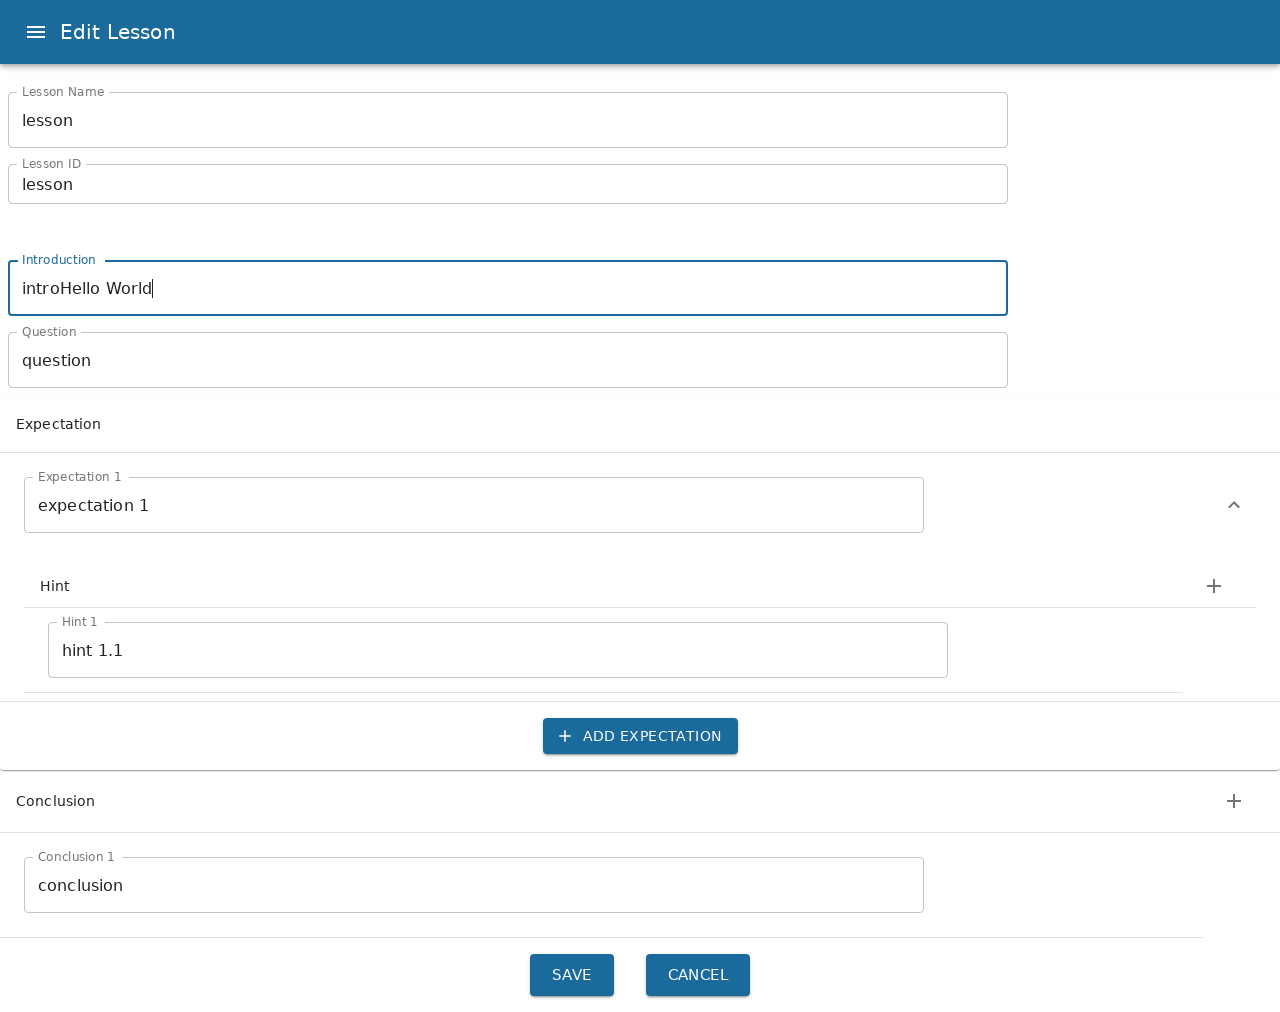 Edit Lesson
Lesson Name
lesson
Lesson ID
lesson
Introduction
introHello World
Question
question
Expectation
Expectation 1
expectation 1
Hint
Hint 1
hint 1.1
ADD EXPECTATION
Conclusion
Conclusion 1
conclusion
SAVE CANCEL